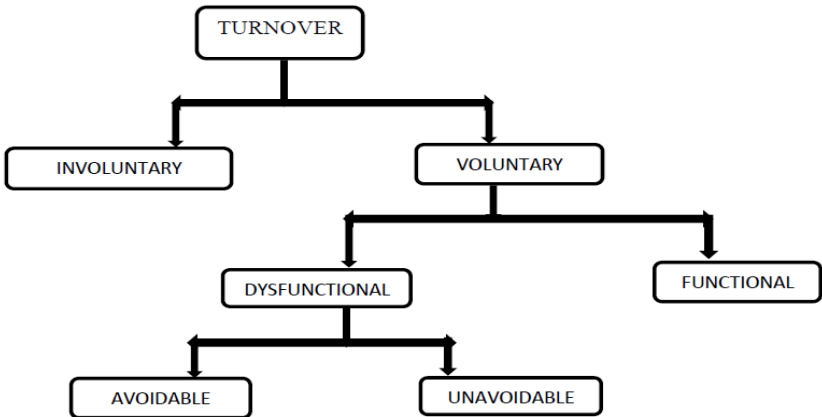 TURNOVER
INVOLUNTARY
VOLUNTARY
DYSFUNCTIONAL
FUNCTIONAL
AVOIDABLE
UNAVOIDABLE